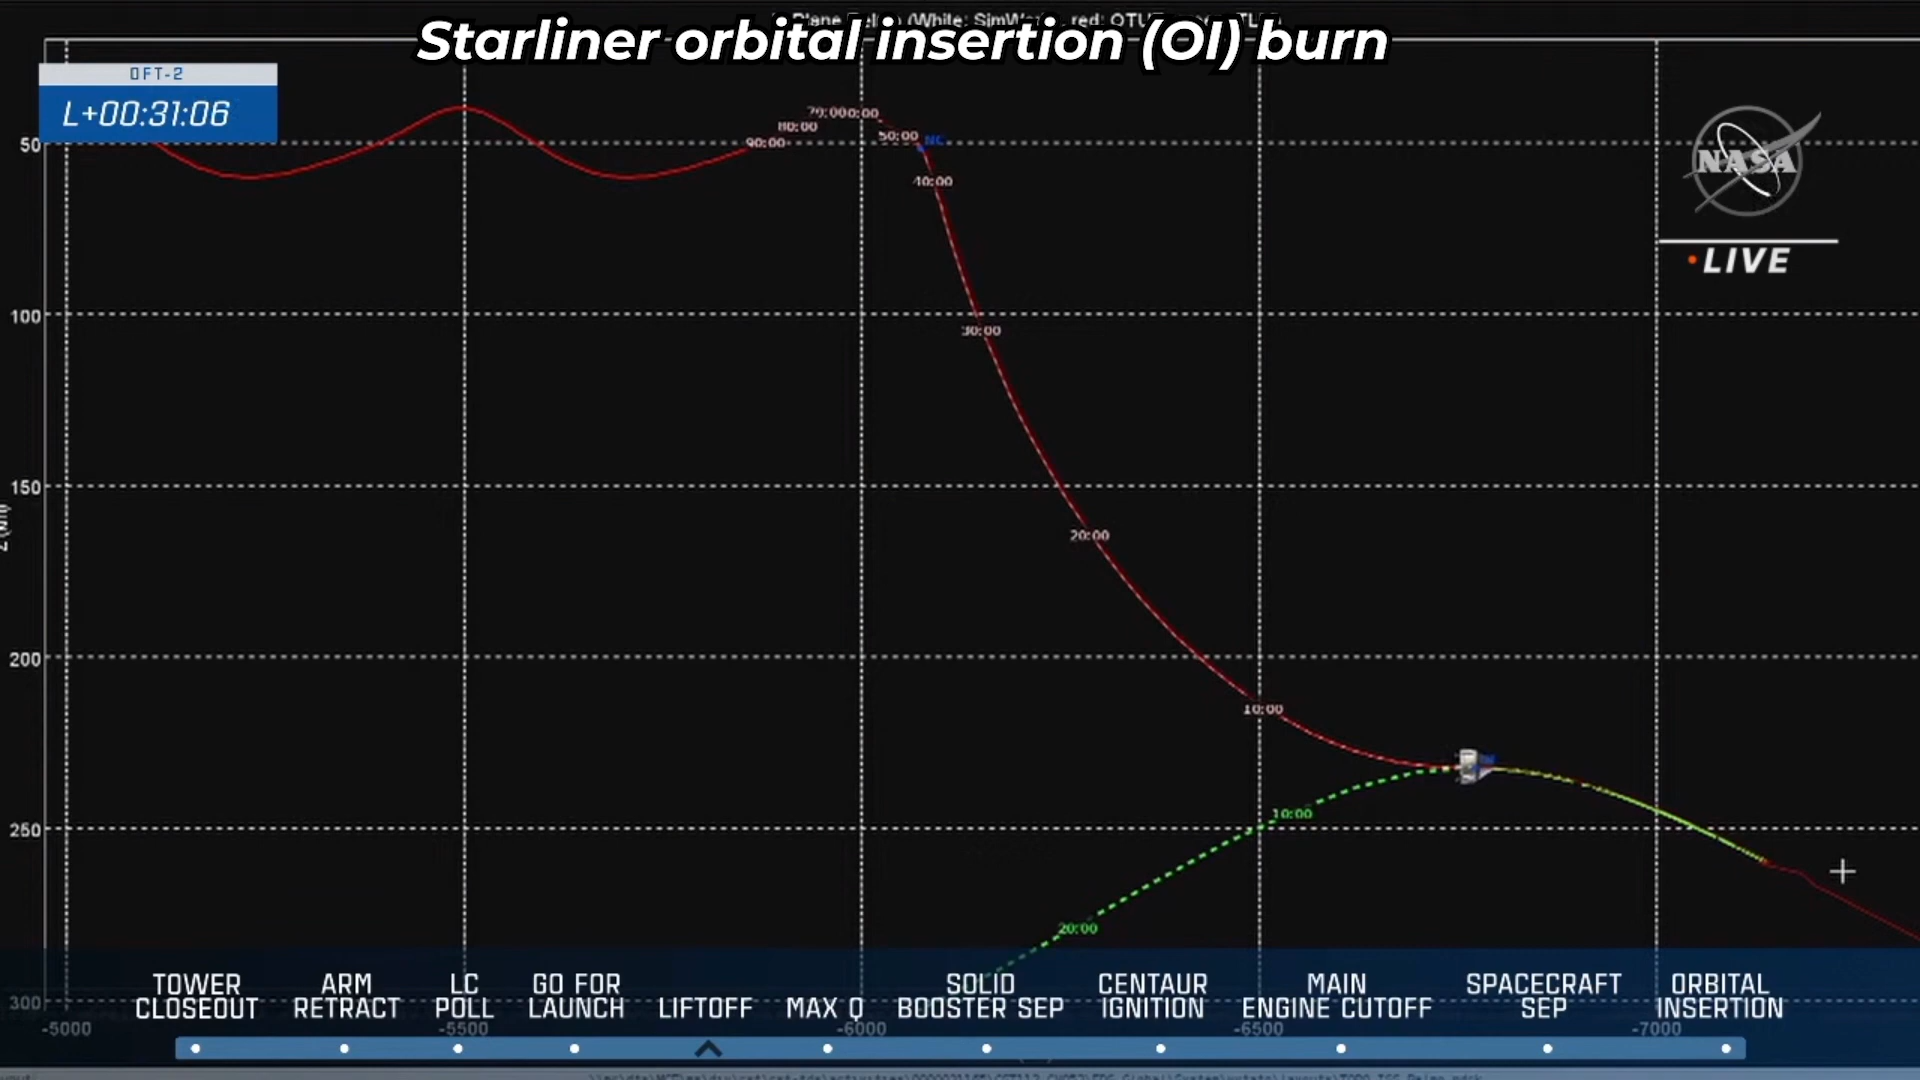 Starliner orbital insertion (OI) burn
OFT-2
L+00:31:06
NASA
LIVE
50
100
150
200
250
300
90:00
80:00
70:00
50:00
NC
40:00
30:00
20:00
10:00
10:00
20:00
TOWER CLOSEOUT
ARM RETRACT
LC POLL
GO FOR LAUNCH
LIFTOFF
MAX Q
SOLID BOOSTER SEP
CENTAUR IGNITION
MAIN ENGINE CUTOFF
SPACECRAFT SEP
ORBITAL INSERTION
-5000
-5500
-6000
-6500
-7000